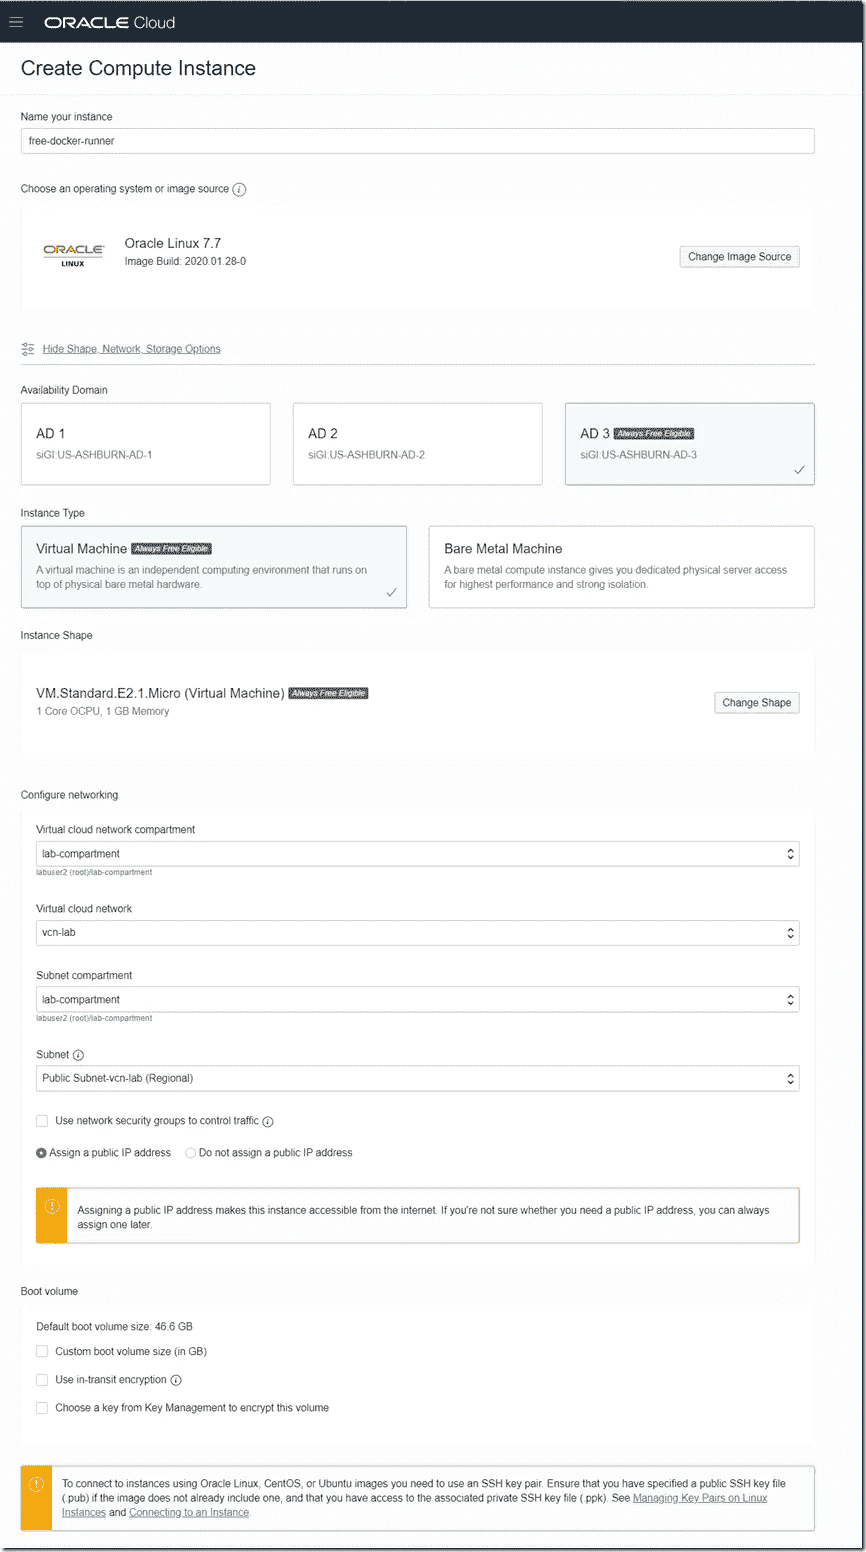 ORACLE Cloud
Create Compute Instance
Name your instance
free-docker-runner
Choose an operating system or image source
ORACLE
LINUX
Oracle Linux 7.7
Image Build: 2020.01.28-0
Change Image Source
Hide Shape, Network, Storage Options
Availability Domain
AD 1
siGI:US-ASHBURN-AD-1
AD 2
siGI:US-ASHBURN-AD-2
AD 3 Always Free Eligible
siGI:US-ASHBURN-AD-3
Instance Type
Virtual Machine Always Free Eligible
A virtual machine is an independent computing environment that runs on
top of physical bare metal hardware.
Bare Metal Machine
A bare metal compute instance gives you dedicated physical server access
for highest performance and strong isolation.
Instance Shape
VM.Standard.E2.1.Micro (Virtual Machine) Always Free Eligible
1 Core OCPU, 1 GB Memory
Change Shape
Configure networking
Virtual cloud network compartment
lab-compartment
labuser2 (root)/lab-compartment
Virtual cloud network
vcn-lab
Subnet compartment
lab-compartment
labuser2 (root)/lab-compartment
Subnet
Public Subnet-vcn-lab (Regional)
Use network security groups to control traffic
Assign a public IP address Do not assign a public IP address
Assigning a public IP address makes this instance accessible from the internet. If you're not sure whether you need a public IP address, you can always
assign one later.
Boot volume
Default boot volume size: 46.6 GB
Custom boot volume size (in GB)
Use in-transit encryption
Choose a key from Key Management to encrypt this volume
To connect to instances using Oracle Linux, CentOS, or Ubuntu images you need to use an SSH key pair. Ensure that you have specified a public SSH key file
(.pub) if the image does not already include one, and that you have access to the associated private SSH key file (.ppk). See Managing Key Pairs on Linux
Instances and Connecting to an Instance.